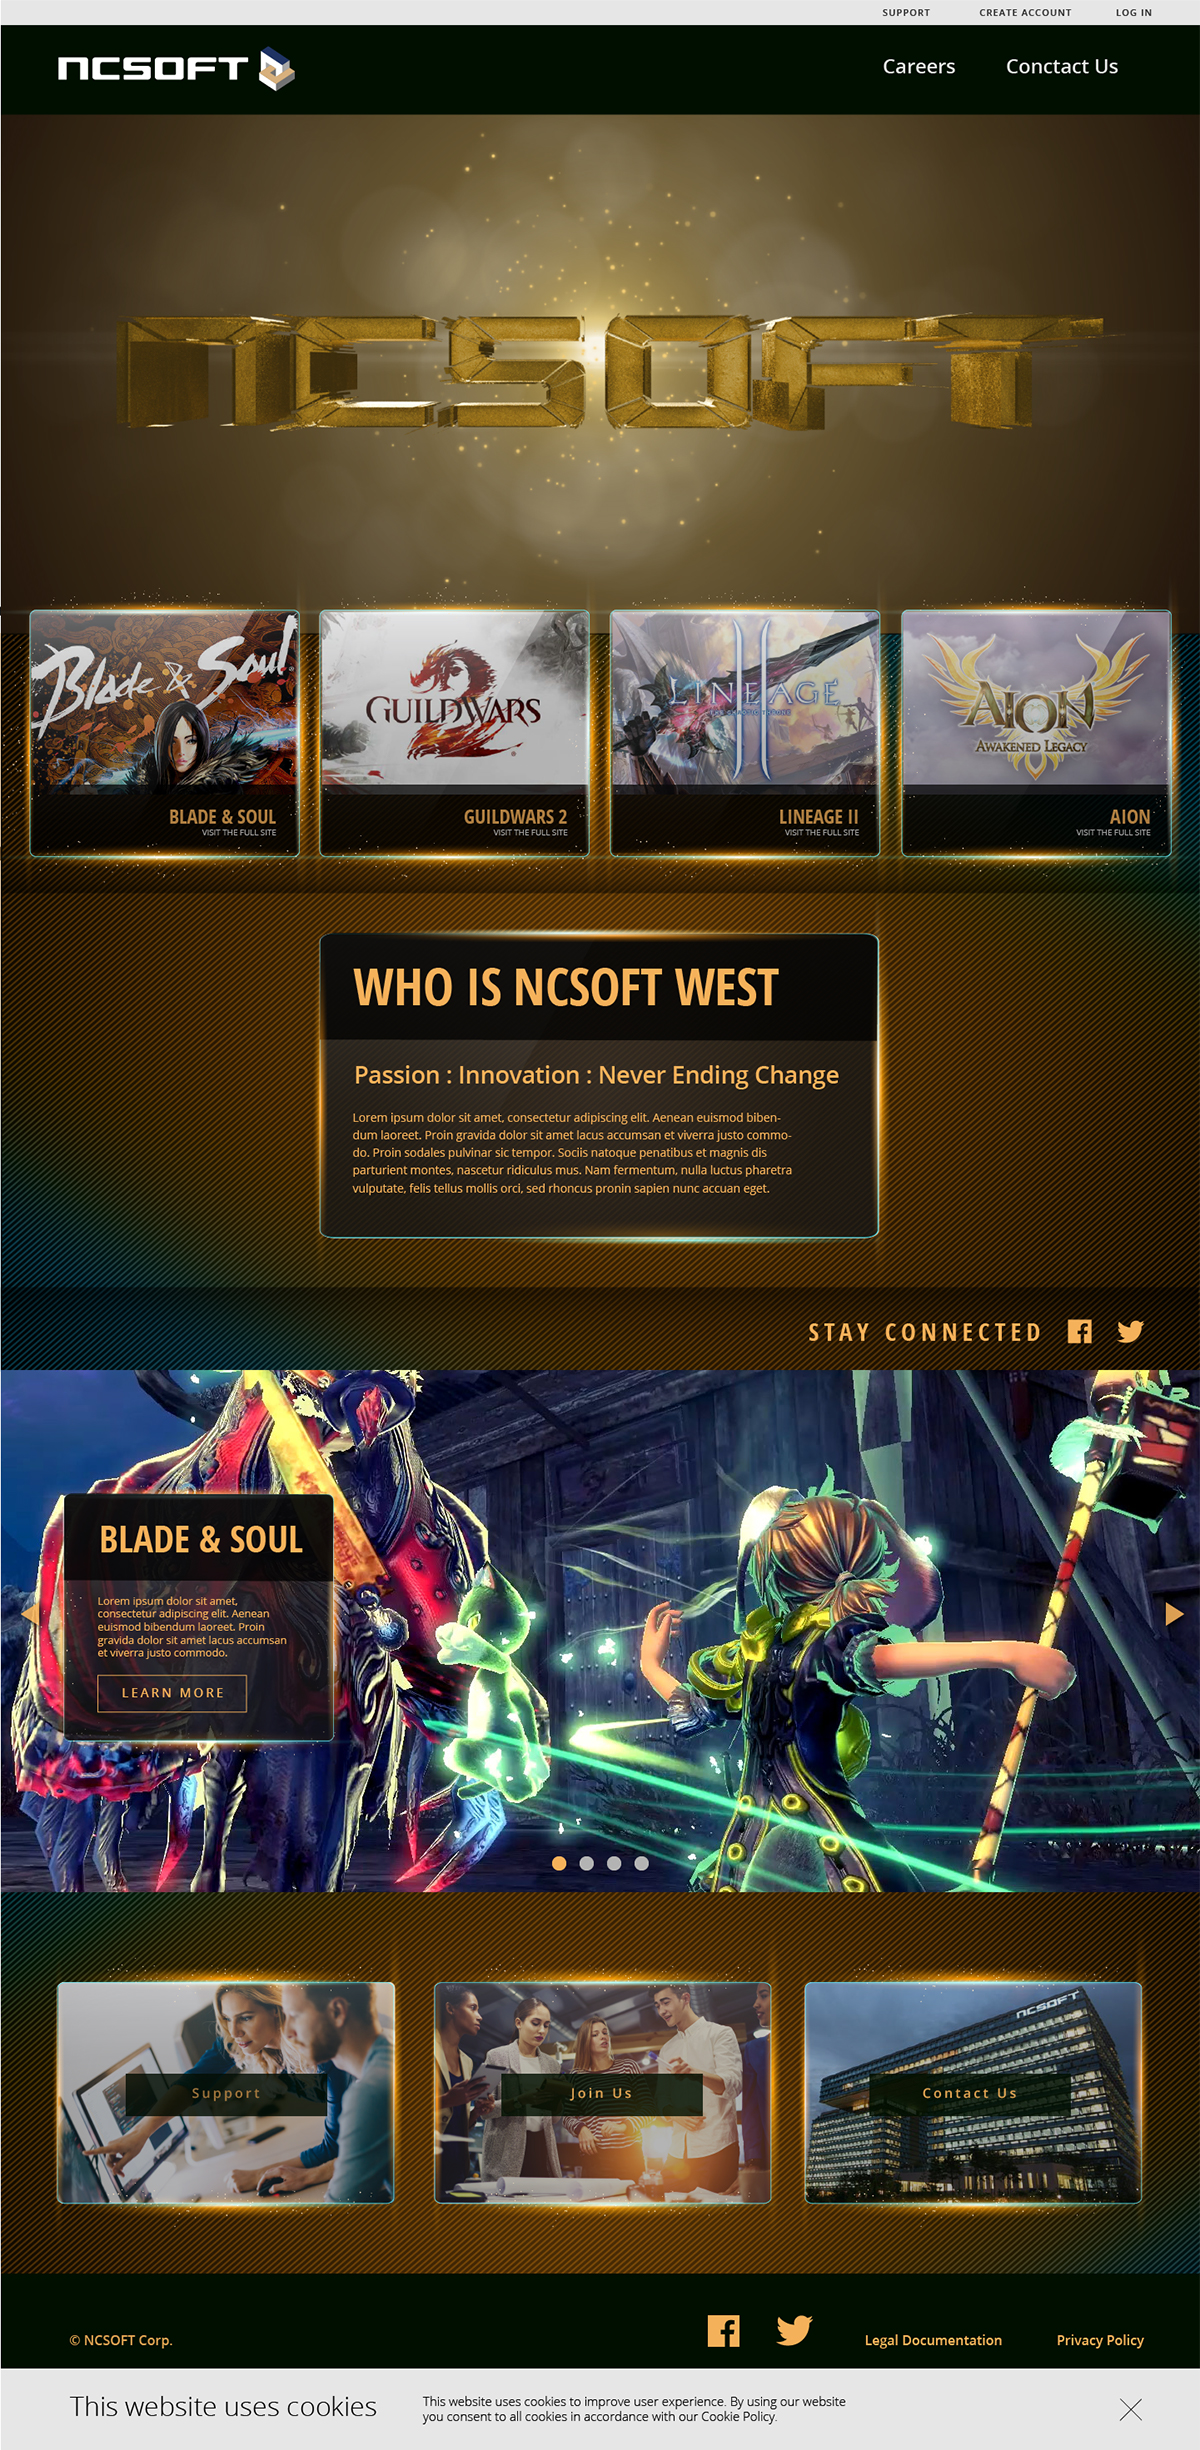 SUPPORT CREATE ACCOUNT LOG IN
NCSOFT Careers Conctact Us
NCSOFT
Blade & Soul
GUILDWARS
2
LINEAGE
II
AION
AWAKENED LEGACY
BLADE & SOUL
VISIT THE FULL SITE
GUILDWARS 2
VISIT THE FULL SITE
LINEAGE II
VISIT THE FULL SITE
AION
VISIT THE FULL SITE
WHO IS NCSOFT WEST
Passion : Innovation : Never Ending Change
Lorem ipsum dolor sit amet, consectetur adipiscing elit. Aenean euismod biben-
dum laoreet. Proin gravida dolor sit amet lacus accumsan et viverra justo commo-
do. Proin sodales pulvinar sic tempor. Sociis natoque penatibus et magnis dis
parturient montes, nascetur ridiculus mus. Nam fermentum, nulla luctus pharetra
vulputate, felis tellus mollis orci, sed rhoncus pronin sapien nunc accuan eget.
STAY CONNECTED
BLADE & SOUL
Lorem ipsum dolor sit amet,
consectetur adipiscing elit. Aenean
euismod bibendum laoreet. Proin
gravida dolor sit amet lacus accumsan
et viverra justo commodo.
LEARN MORE
Support
Join Us
NCSOFT
Contact Us
© NCSOFT Corp. Legal Documentation Privacy Policy
This website uses cookies
This website uses cookies to improve user experience. By using our website
you consent to all cookies in accordance with our Cookie Policy.